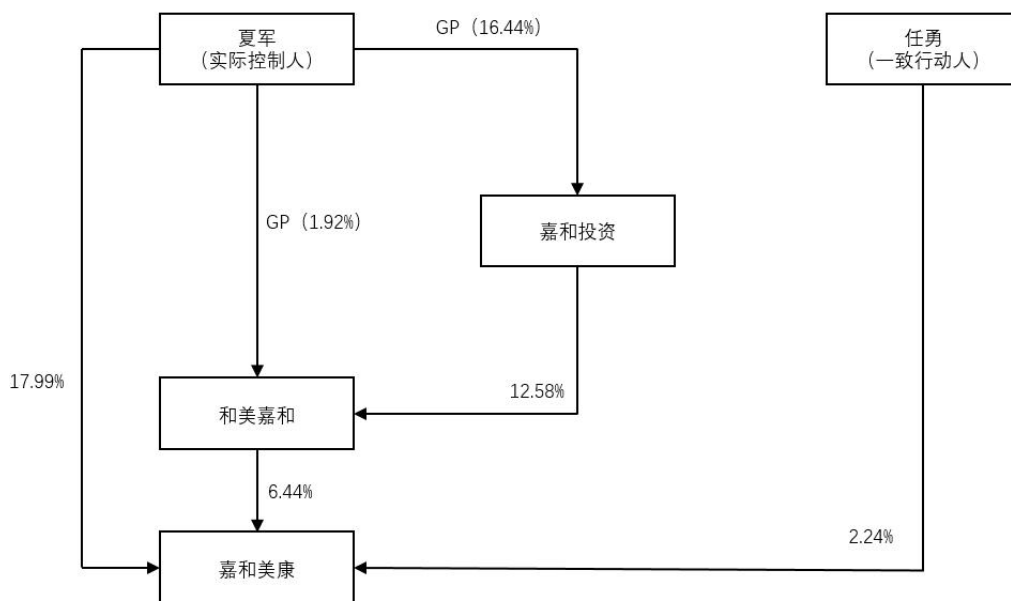 夏军
（实际控制人）
GP（16.44%）
任勇
（一致行动人）
GP（1.92%）
嘉和投资
17.99%
12.58%
和美嘉和
6.44%
2.24%
嘉和美康